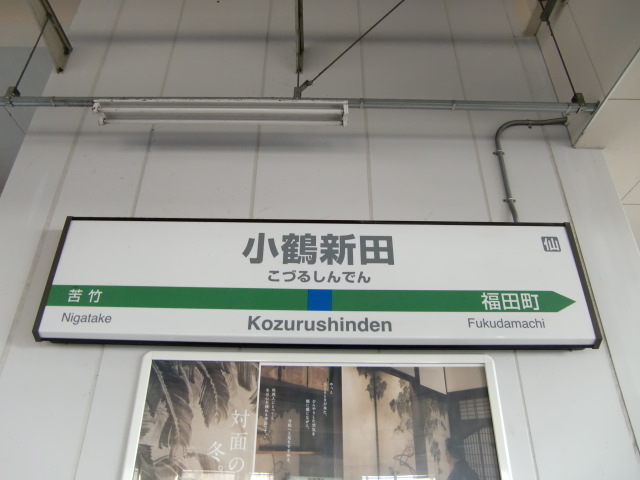 小鶴新田
仙
こづるしんでん
苦竹
福田町
Nigatake
Kozurushinden
Fukudamachi
対面の
冬。